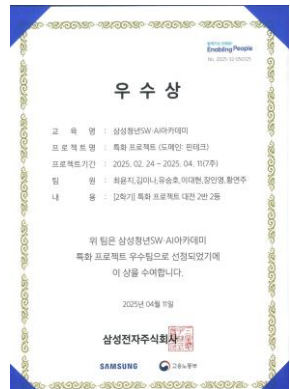 함께가요 미래로!
Enabling People
우수상
교 육 명 : 삼성청년SW·AI아카데미
프 로 젝 트 명 : 특화 프로젝트 (도메인: 핀테크)
프로젝트기간 : 2025. 02. 24 ~ 2025. 04. 11(7주)
팀 원 : 최윤지,김미나,유승호,이대현,장인영,황연주
내 용 : [2학기] 특화 프로젝트 대전 2반 2등
위 팀은 삼성청년SW·AI아카데미
특화 프로젝트 우수팀으로 선정되었기에
이 상을 수여합니다.
2025년 04월 11일
삼성전자주식회사
SAMSUNG 고용노동부